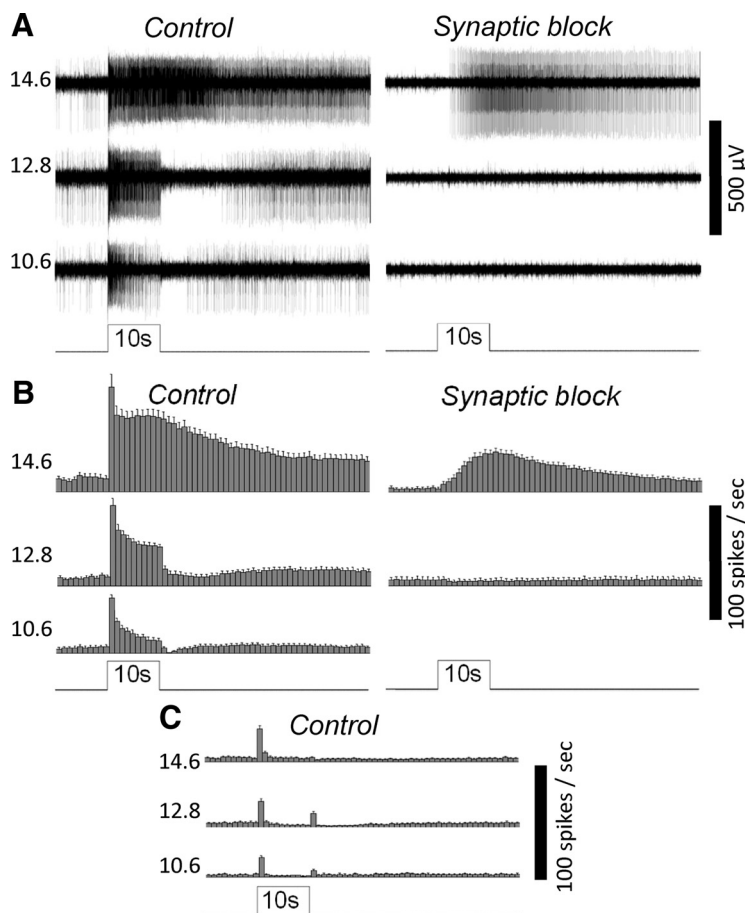 A
Control
Synaptic block
14.6
12.8
10.6
500 µV
10s
10s
B
Control
Synaptic block
14.6
12.8
10.6
100 spikes / sec
10s
10s
C
Control
14.6
12.8
10.6
100 spikes / sec
10s